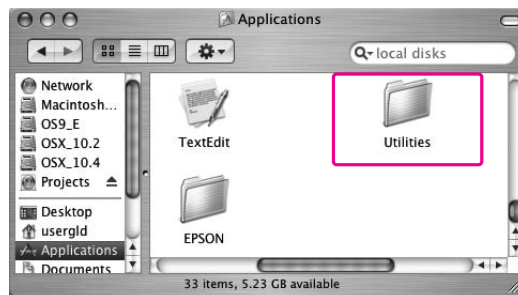 Applications
local disks
Network
Macintosh...
OS9_E
OSX_10.2
OSX_10.4
Projects
Desktop
usergld
Applications
Documents
TextEdit
Utilities
EPSON
33 items, 5.23 GB available